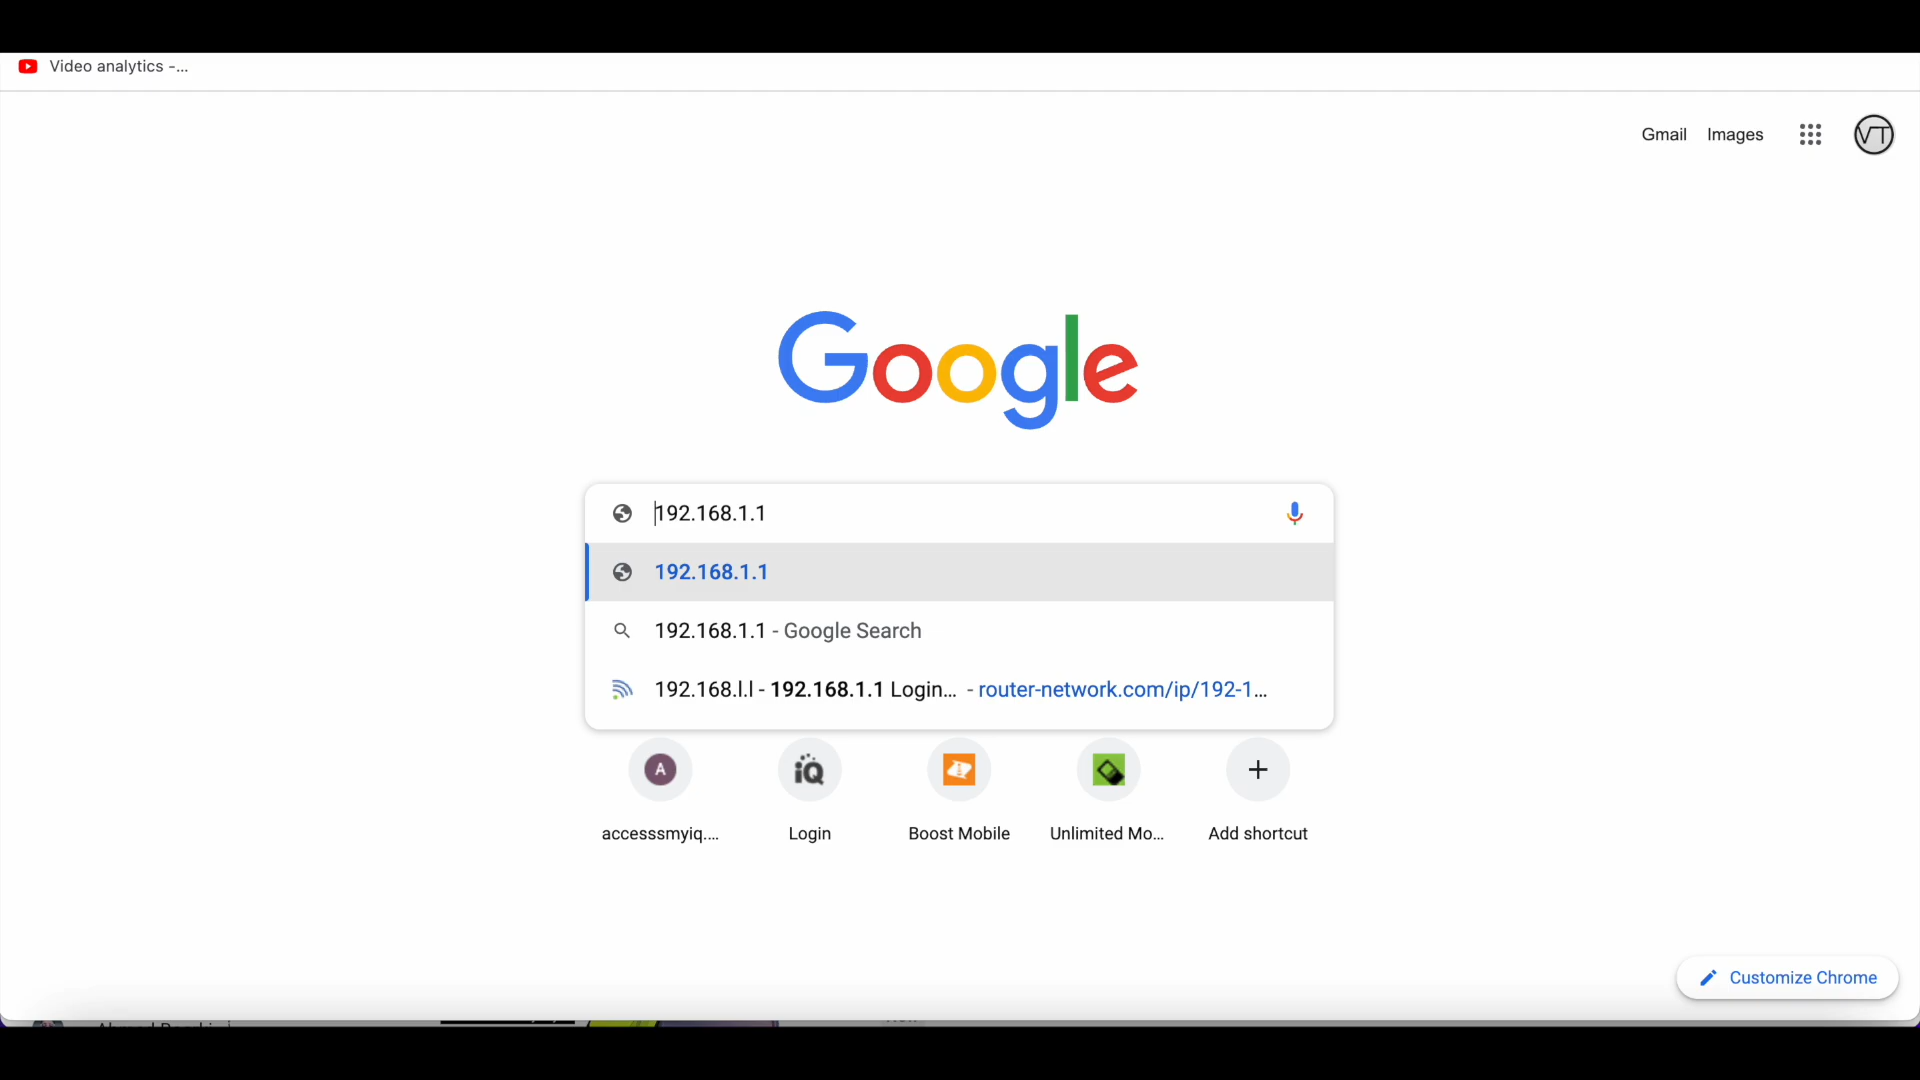 Video analytics -...
Gmail Images VT
Google
192.168.1.1
192.168.1.1
192.168.1.1 - Google Search
192.168.l.l - 192.168.1.1 Login... - router-network.com/ip/192-1...
A iQ
accesssmyiq.... Login Boost Mobile Unlimited Mo... Add shortcut
Customize Chrome